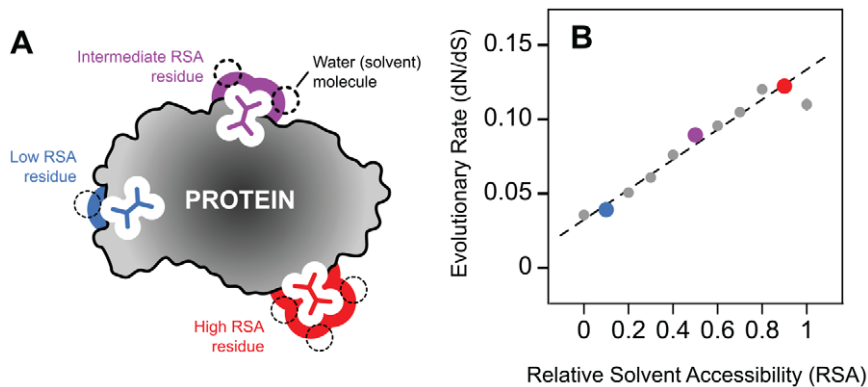 A
Intermediate RSA
residue
Water (solvent)
molecule
Low RSA
residue
PROTEIN
High RSA
residue
B
Evolutionary Rate (dN/dS)
0.15
0.10
0.05
0
0 0.2 0.4 0.6 0.8 1
Relative Solvent Accessibility (RSA)